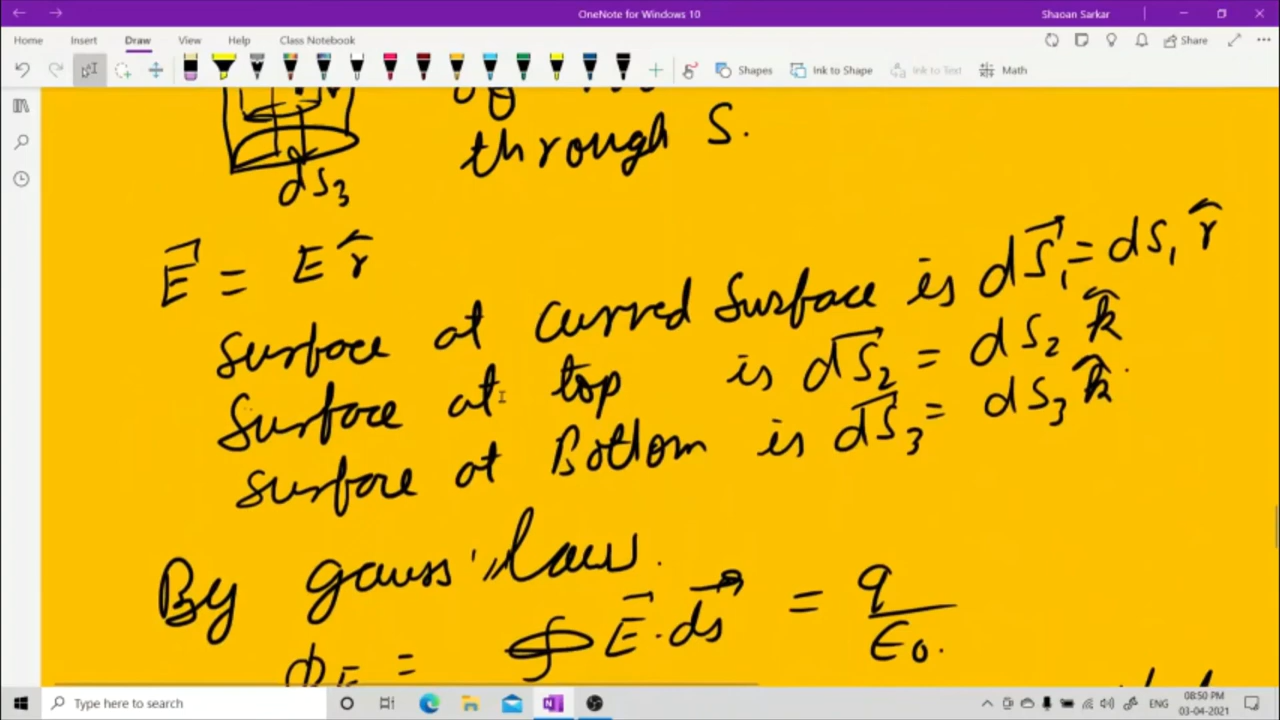 OneNote for Windows 10
Shaoan Sarkar
Home Insert Draw View Help Class Notebook
Share
Shapes Ink to Shape Ink to Text Math
through S.
dS₃
E⃗ = E r̂
Surface at curved surface is dS⃗₁ = dS₁ r̂
Surface at top is dS⃗₂ = dS₂ k̂
Surface at Bottom is dS⃗₃ = dS₃ k̂.
By gauss' law.
ϕE = ∮ E⃗. ds⃗ = q/ε₀.
Type here to search
ENG
08:50 PM
03-04-2021